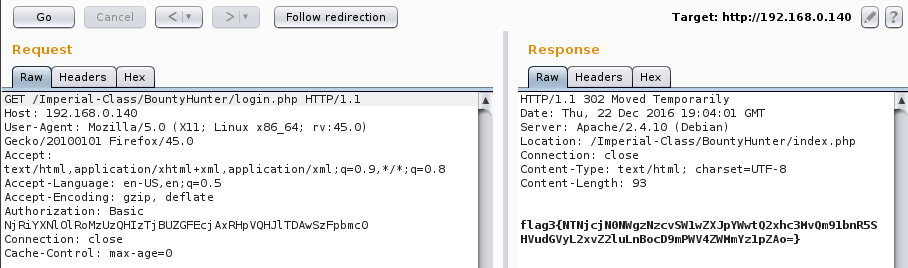 Go Cancel < > Follow redirection Target: http://192.168.0.140 ?
Request
Raw Headers Hex
GET /Imperial-Class/BountyHunter/login.php HTTP/1.1
Host: 192.168.0.140
User-Agent: Mozilla/5.0 (X11; Linux x86_64; rv:45.0)
Gecko/20100101 Firefox/45.0
Accept:
text/html,application/xhtml+xml,application/xml;q=0.9,*/*;q=0.8
Accept-Language: en-US,en;q=0.5
Accept-Encoding: gzip, deflate
Authorization: Basic
NjRiYXNlOlRoMzUzQHIzTjBUZGFEcjAxRHpVQHJlTDAwSzFpbmc0
Connection: close
Cache-Control: max-age=0
Response
Raw Headers Hex
HTTP/1.1 302 Moved Temporarily
Date: Thu, 22 Dec 2016 19:04:01 GMT
Server: Apache/2.4.10 (Debian)
Location: /Imperial-Class/BountyHunter/index.php
Connection: close
Content-Type: text/html; charset=UTF-8
Content-Length: 93
flag3{NTNjcjN0NWgzNzcvSW1wZXJpYWwtQ2xhc3MvQm91bnR5S
HVudGVyL2xvZ2luLnBocD9mPWV4ZWMmYz1pZAo=}